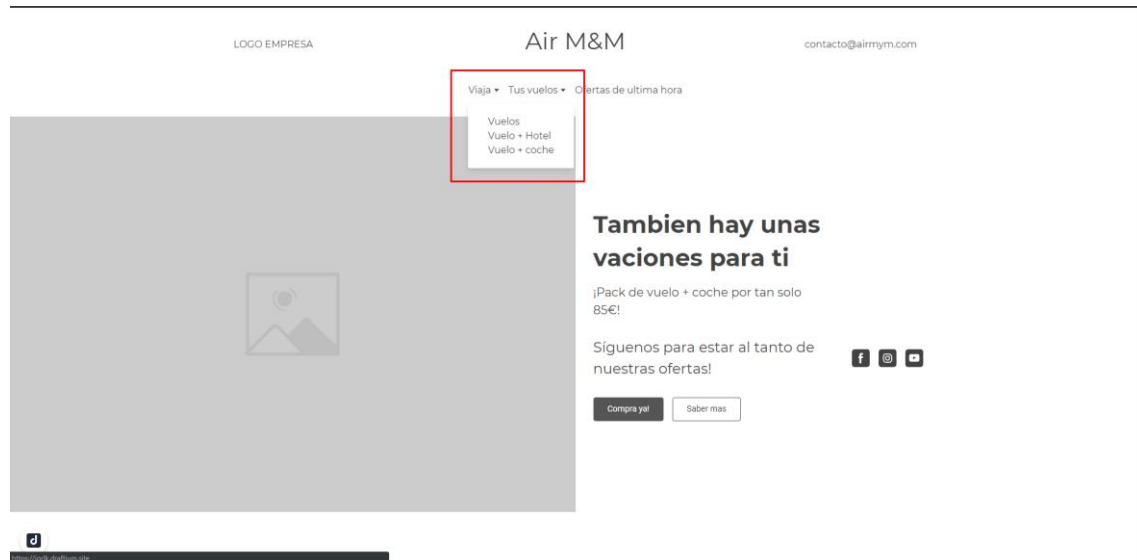 LOGO EMPRESA
Air M&M
contacto@airmym.com
Viaja ▾ Tus vuelos ▾ Ofertas de ultima hora
Vuelos
Vuelo + Hotel
Vuelo + coche
Tambien hay unas
vaciones para ti
¡Pack de vuelo + coche por tan solo
85€!
Síguenos para estar al tanto de
nuestras ofertas!
Compra ya!
Saber mas